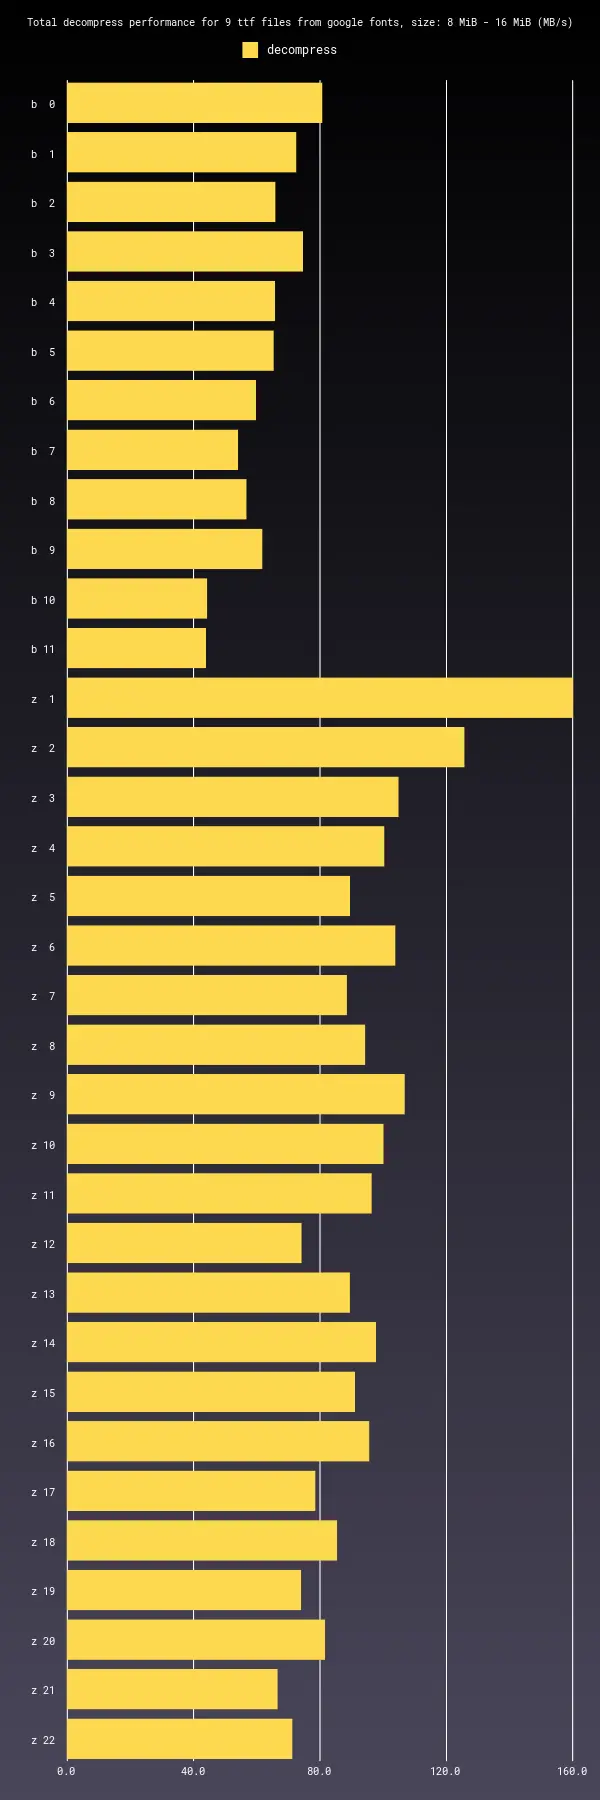 Total decompress performance for 9 ttf files from google fonts, size: 8 MiB - 16 MiB (MB/s)
decompress
b  0
b  1
b  2
b  3
b  4
b  5
b  6
b  7
b  8
b  9
b 10
b 11
z  1
z  2
z  3
z  4
z  5
z  6
z  7
z  8
z  9
z 10
z 11
z 12
z 13
z 14
z 15
z 16
z 17
z 18
z 19
z 20
z 21
z 22
0.0 40.0 80.0 120.0 160.0